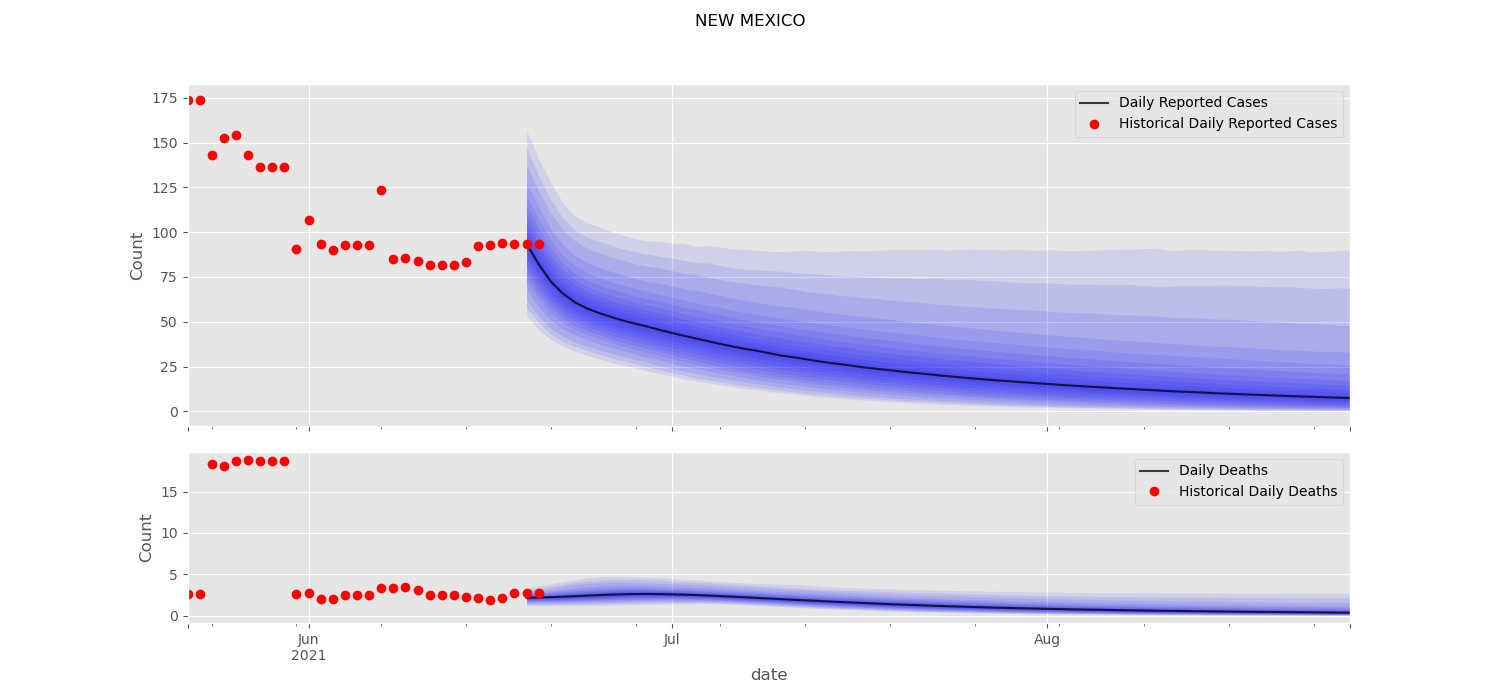 NEW MEXICO
175
150
125
100
75
50
25
0
Count
Daily Reported Cases
Historical Daily Reported Cases
15
10
5
0
Count
Daily Deaths
Historical Daily Deaths
Jun
2021
Jul
Aug
date